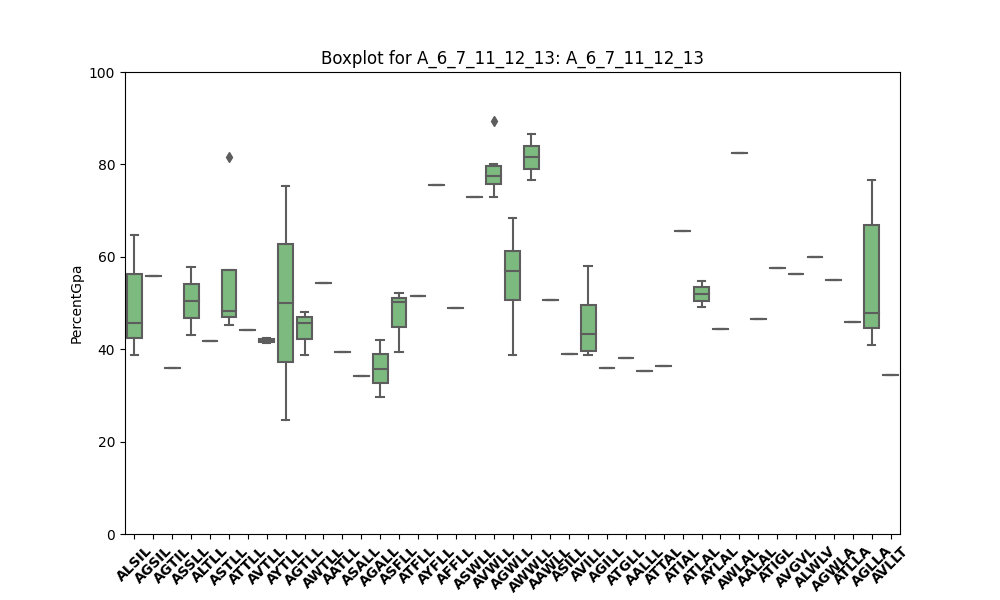 Boxplot for A_6_7_11_12_13: A_6_7_11_12_13
PercentGpa
100
80
60
40
20
0
ALSIL
AGSIL
AGTIL
ASSLL
ALTLL
ASTLL
ATTLL
AVTLL
AYTLL
AGTLL
AWTLL
AATLL
ASALL
AGALL
ASFLL
ATFLL
AYFLL
AFFLL
ASWLL
AVWLL
AGWLL
AWWLL
AAWLL
ASILL
AVILL
AGILL
ATGLL
AALLL
ATTAL
ATIAL
ATLAL
AYLAL
AWLAL
AALAL
ATIGL
AVGVL
ALWLV
AGWLA
ATLLA
AGLLA
AVLLT